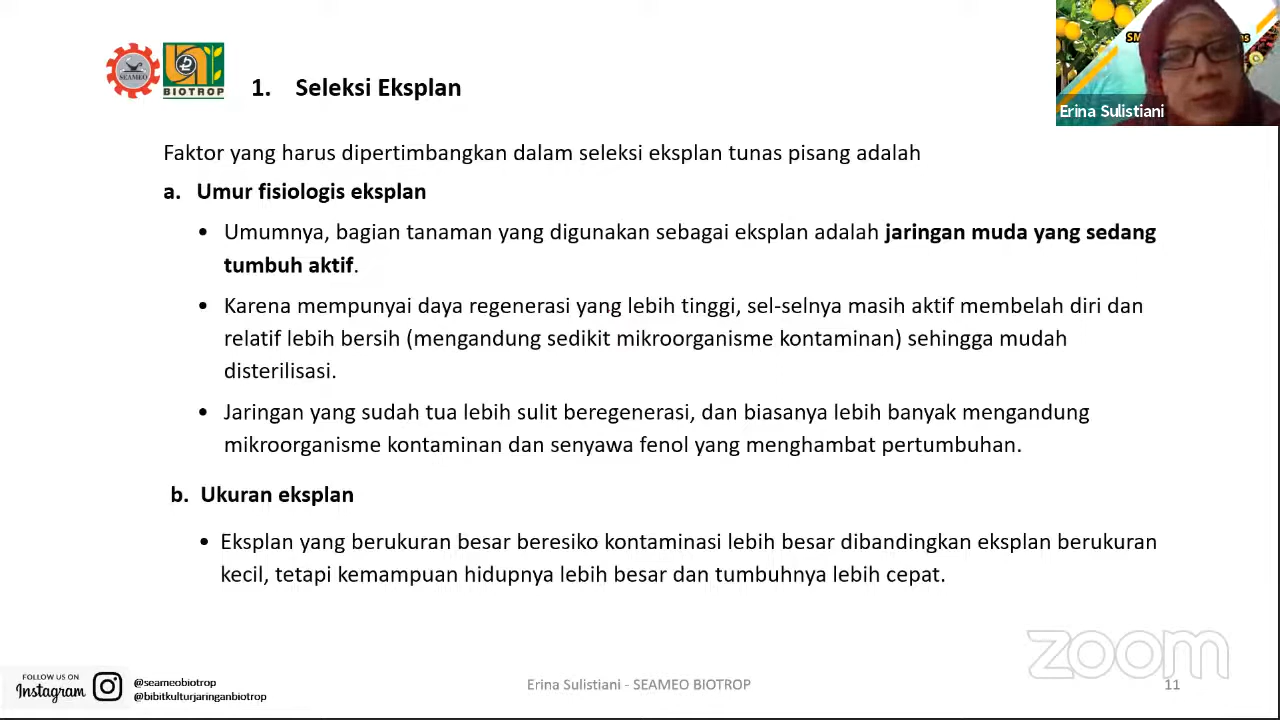 SEAMEO
BIOTROP
1. Seleksi Eksplan
SM
es
Erina Sulistiani
Faktor yang harus dipertimbangkan dalam seleksi eksplan tunas pisang adalah
a. Umur fisiologis eksplan
• Umumnya, bagian tanaman yang digunakan sebagai eksplan adalah jaringan muda yang sedang
tumbuh aktif.
• Karena mempunyai daya regenerasi yang lebih tinggi, sel-selnya masih aktif membelah diri dan
relatif lebih bersih (mengandung sedikit mikroorganisme kontaminan) sehingga mudah
disterilisasi.
• Jaringan yang sudah tua lebih sulit beregenerasi, dan biasanya lebih banyak mengandung
mikroorganisme kontaminan dan senyawa fenol yang menghambat pertumbuhan.
b. Ukuran eksplan
• Eksplan yang berukuran besar beresiko kontaminasi lebih besar dibandingkan eksplan berukuran
kecil, tetapi kemampuan hidupnya lebih besar dan tumbuhnya lebih cepat.
zoom
FOLLOW US ON
Instagram
@seameobiotrop
@bibitkulturjaringanbiotrop
Erina Sulistiani - SEAMEO BIOTROP
11